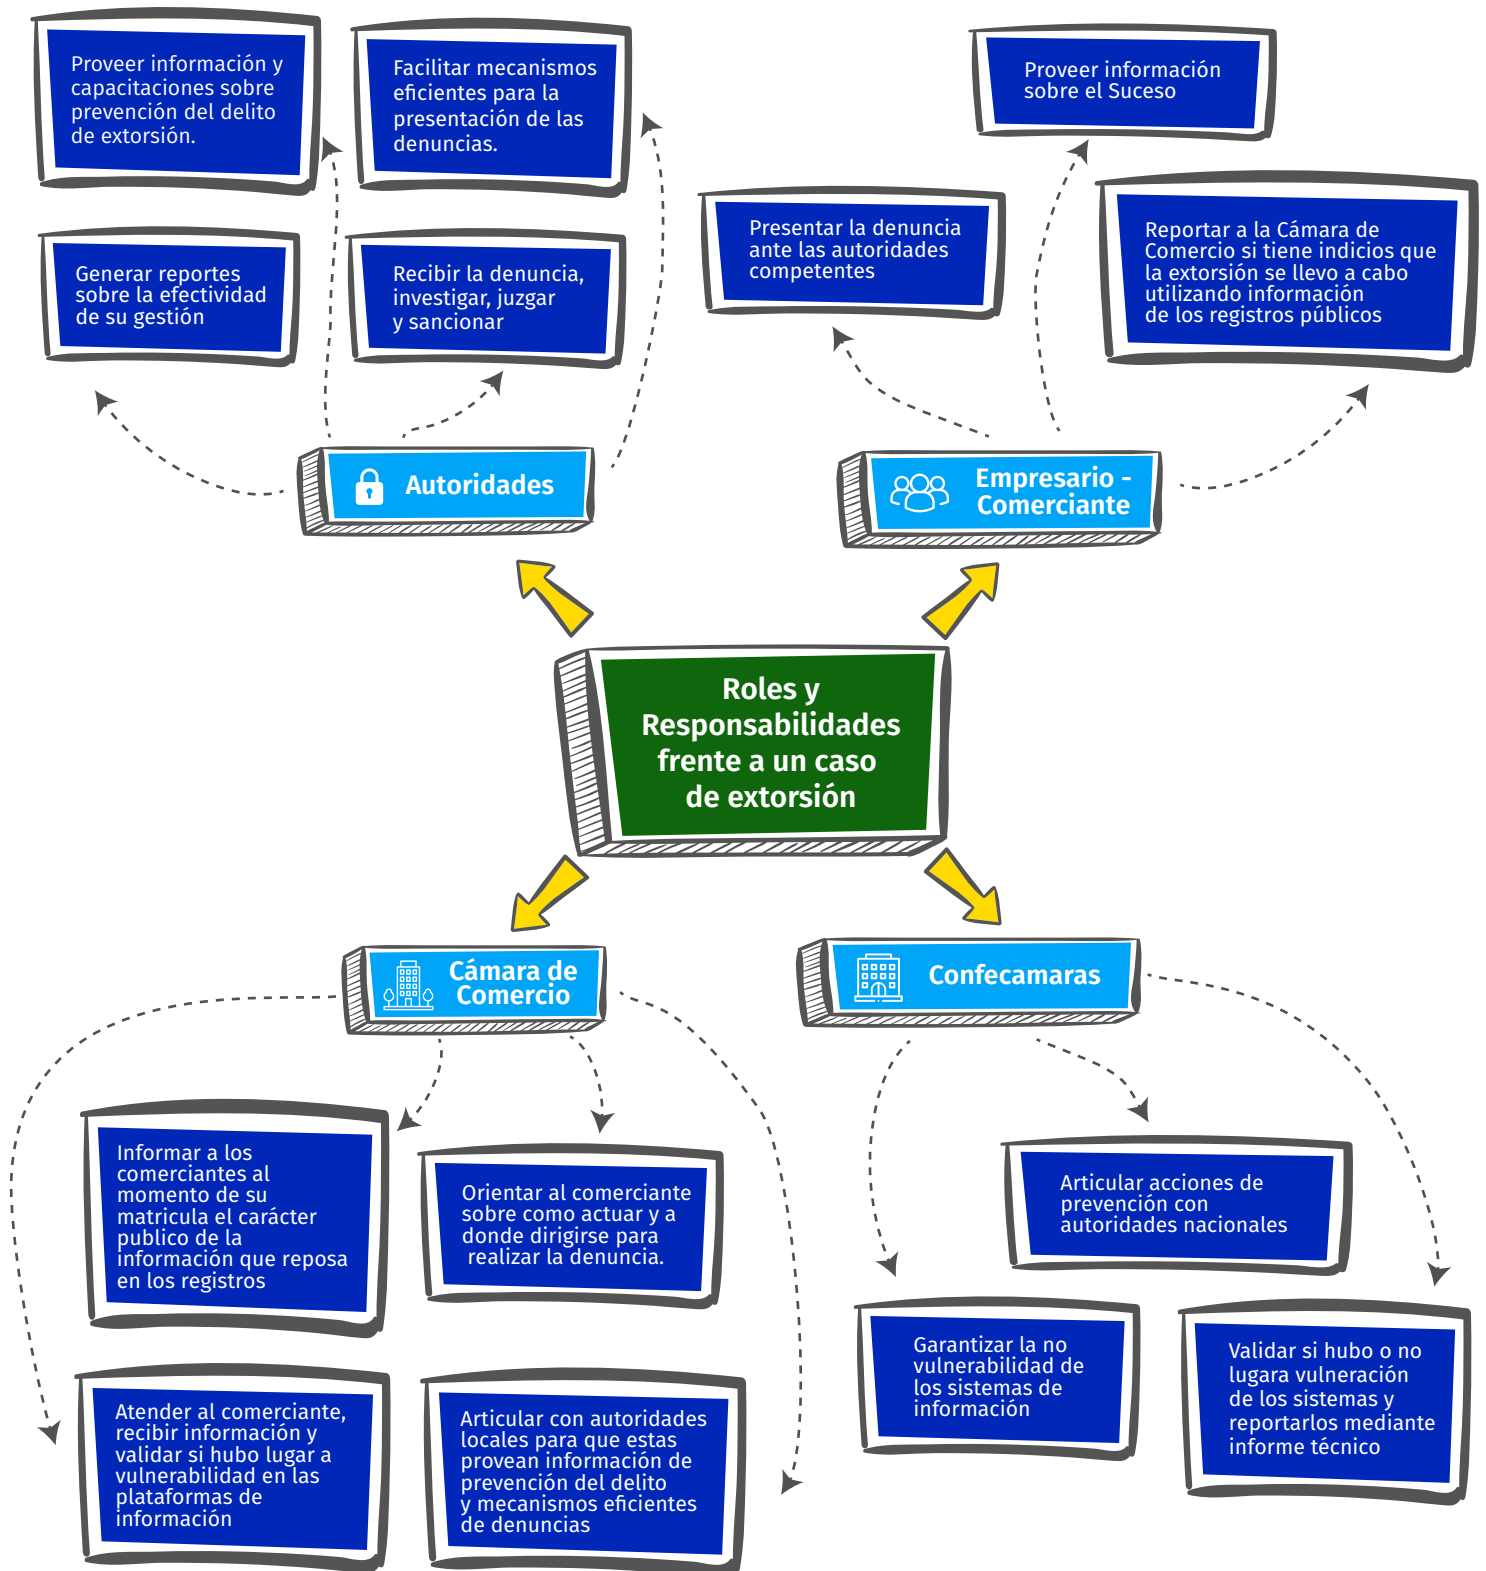 Proveer información y
capacitaciones sobre
prevención del delito
de extorsión.
Facilitar mecanismos
eficientes para la
presentación de las
denuncias.
Generar reportes
sobre la efectividad
de su gestión
Recibir la denuncia,
investigar, juzgar
y sancionar
Autoridades
Proveer información
sobre el Suceso
Presentar la denuncia
ante las autoridades
competentes
Reportar a la Cámara de
Comercio si tiene indicios que
la extorsión se llevo a cabo
utilizando información
de los registros públicos
Empresario -
Comerciante
Roles y
Responsabilidades
frente a un caso
de extorsión
Cámara de
Comercio
Informar a los
comerciantes al
momento de su
matricula el carácter
publico de la
información que reposa
en los registros
Orientar al comerciante
sobre como actuar y a
donde dirigirse para
realizar la denuncia.
Atender al comerciante,
recibir información y
validar si hubo lugar a
vulnerabilidad en las
plataformas de
información
Articular con autoridades
locales para que estas
provean información de
prevención del delito
y mecanismos eficientes
de denuncias
Confecamaras
Articular acciones de
prevención con
autoridades nacionales
Garantizar la no
vulnerabilidad de
los sistemas de
información
Validar si hubo o no
lugara vulneración
de los sistemas y
reportarlos mediante
informe técnico